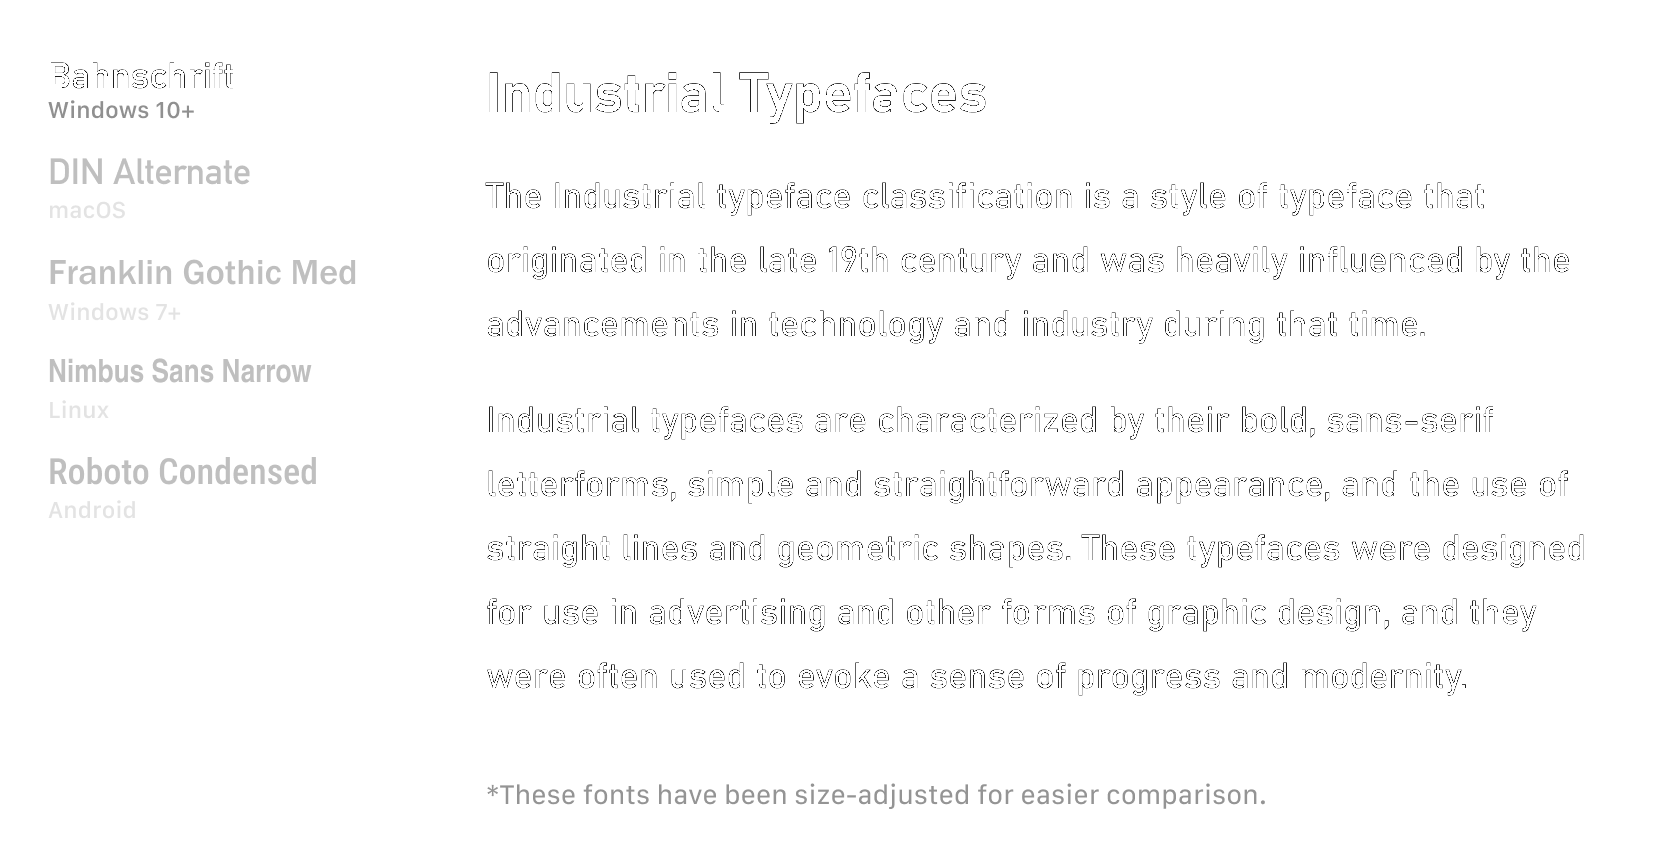 Bahnschrift
Windows 10+
DIN Alternate
macOS
Franklin Gothic Med
Windows 7+
Nimbus Sans Narrow
Linux
Roboto Condensed
Android
Industrial Typefaces
The Industrial typeface classification is a style of typeface that
originated in the late 19th century and was heavily influenced by the
advancements in technology and industry during that time.
Industrial typefaces are characterized by their bold, sans-serif
letterforms, simple and straightforward appearance, and the use of
straight lines and geometric shapes. These typefaces were designed
for use in advertising and other forms of graphic design, and they
were often used to evoke a sense of progress and modernity.
*These fonts have been size-adjusted for easier comparison.